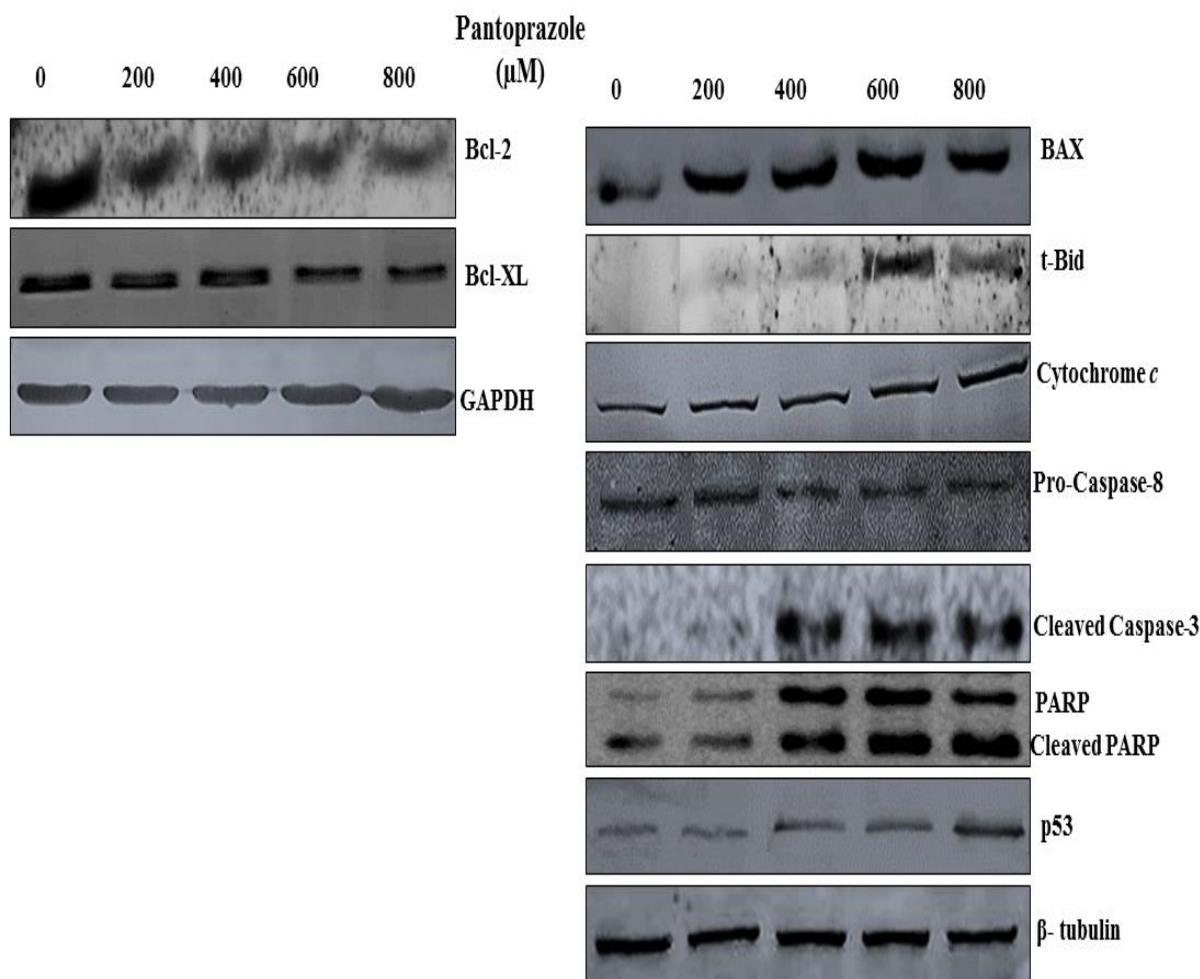 Pantoprazole
(μM)
0 200 400 600 800
Bcl-2
Bcl-XL
GAPDH
0 200 400 600 800
BAX
t-Bid
Cytochrome c
Pro-Caspase-8
Cleaved Caspase-3
PARP
Cleaved PARP
p53
β- tubulin